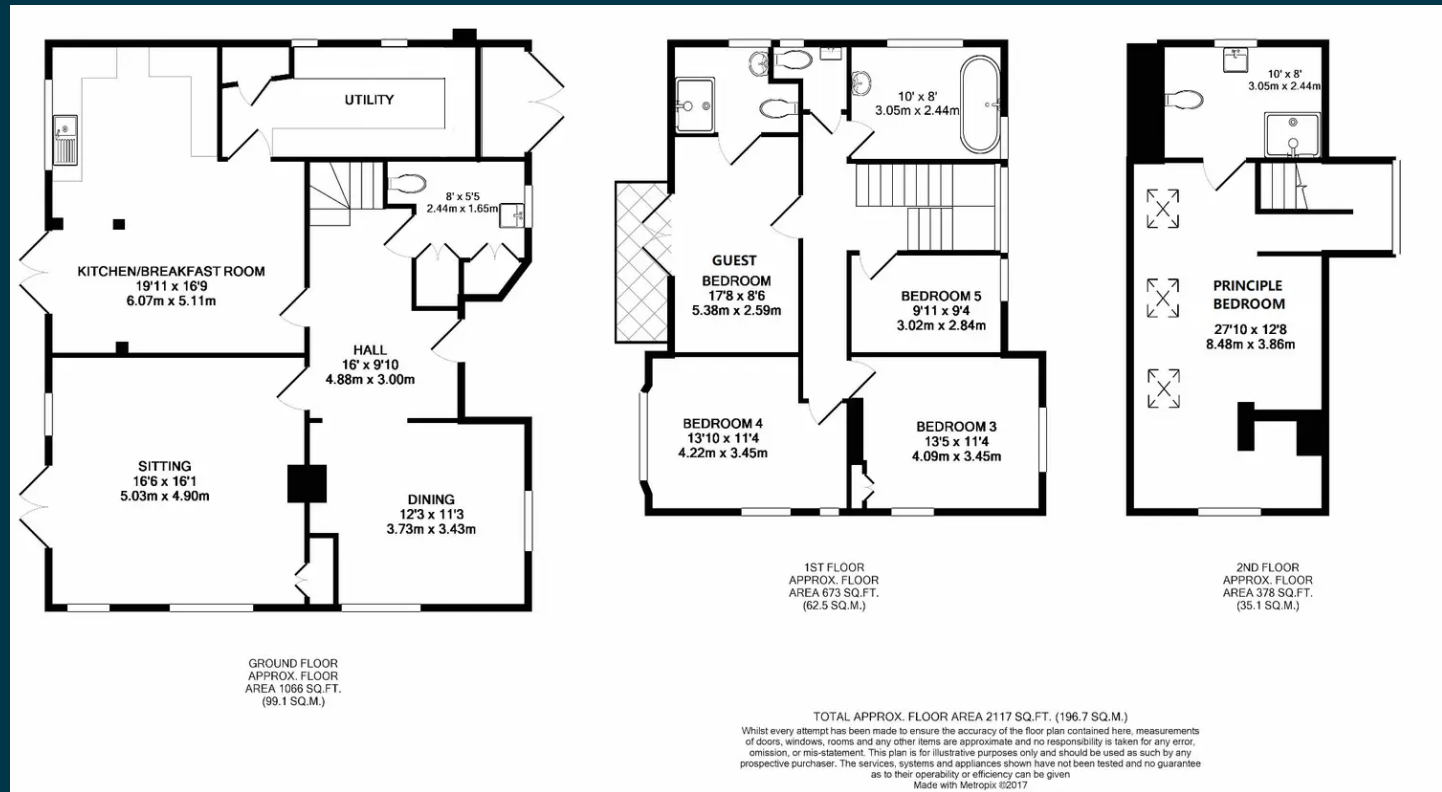 UTILITY
8' x 5'5
2.44m x 1.65m
KITCHEN/BREAKFAST ROOM
19'11 x 16'9
6.07m x 5.11m
HALL
16' x 9'10
4.88m x 3.00m
SITTING
16'6 x 16'1
5.03m x 4.90m
DINING
12'3 x 11'3
3.73m x 3.43m
GROUND FLOOR
APPROX. FLOOR
AREA 1066 SQ.FT.
(99.1 SQ.M.)
10' x 8'
3.05m x 2.44m
GUEST
BEDROOM
17'8 x 8'6
5.38m x 2.59m
BEDROOM 5
9'11 x 9'4
3.02m x 2.84m
BEDROOM 4
13'10 x 11'4
4.22m x 3.45m
BEDROOM 3
13'5 x 11'4
4.09m x 3.45m
1ST FLOOR
APPROX. FLOOR
AREA 673 SQ.FT.
(62.5 SQ.M.)
10' x 8'
3.05m x 2.44m
PRINCIPLE
BEDROOM
27'10 x 12'8
8.48m x 3.86m
2ND FLOOR
APPROX. FLOOR
AREA 378 SQ.FT.
(35.1 SQ.M.)
TOTAL APPROX. FLOOR AREA 2117 SQ.FT. (196.7 SQ.M.)
Whilst every attempt has been made to ensure the accuracy of the floor plan contained here, measurements
of doors, windows, rooms and any other items are approximate and no responsibility is taken for any error,
omission, or mis-statement. This plan is for illustrative purposes only and should be used as such by any
prospective purchaser. The services, systems and appliances shown have not been tested and no guarantee
as to their operability or efficiency can be given
Made with Metropix ©2017